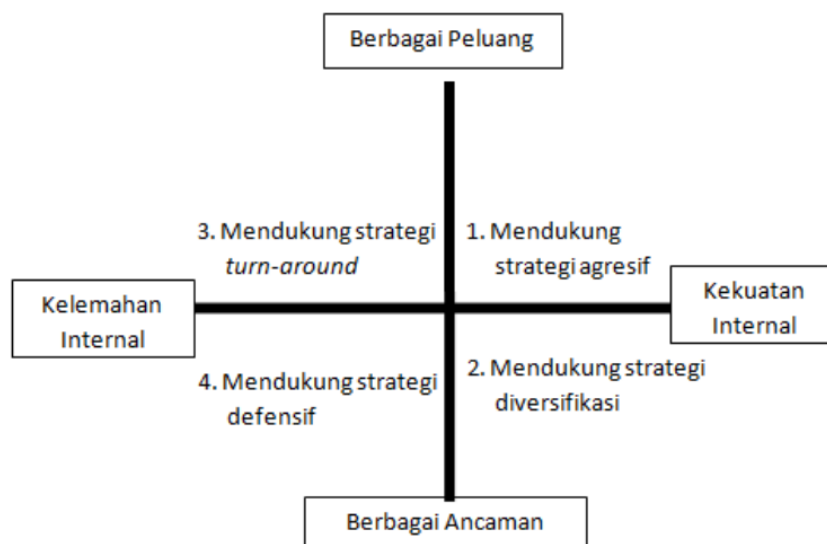 Berbagai Peluang
3. Mendukung strategi
turn-around
1. Mendukung
strategi agresif
Kelemahan
Internal
Kekuatan
Internal
4. Mendukung strategi
defensif
2. Mendukung strategi
diversifikasi
Berbagai Ancaman